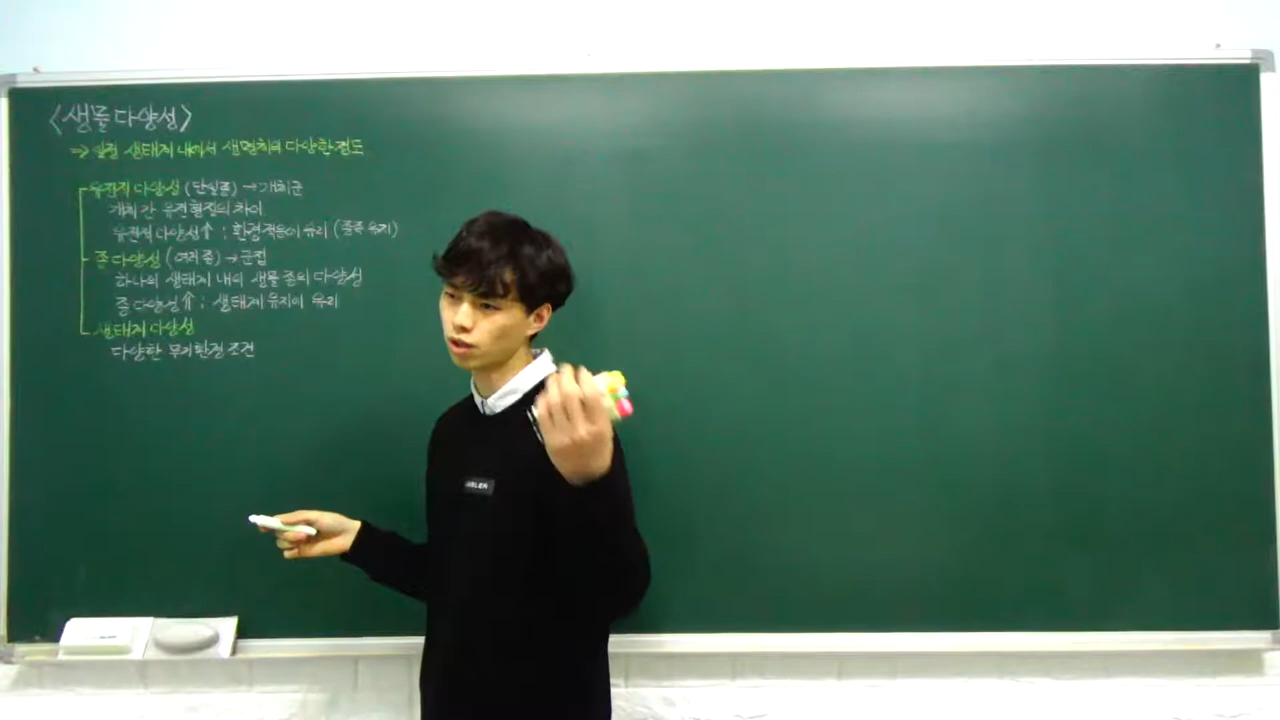 <생물다양성>
=> 일정 생태계 내에서 생명체의 다양한 정도
유전적 다양성 (단일종) → 개체군
개체 간 유전형질의 차이
유전적 다양성↑ : 환경적응이 유리 (종족 유지)
종 다양성 (여러 종) → 군집
하나의 생태계 내의 생물 종의 다양성
종 다양성↑ : 생태계 유지에 유리
생태계 다양성
다양한 무기환경 조건